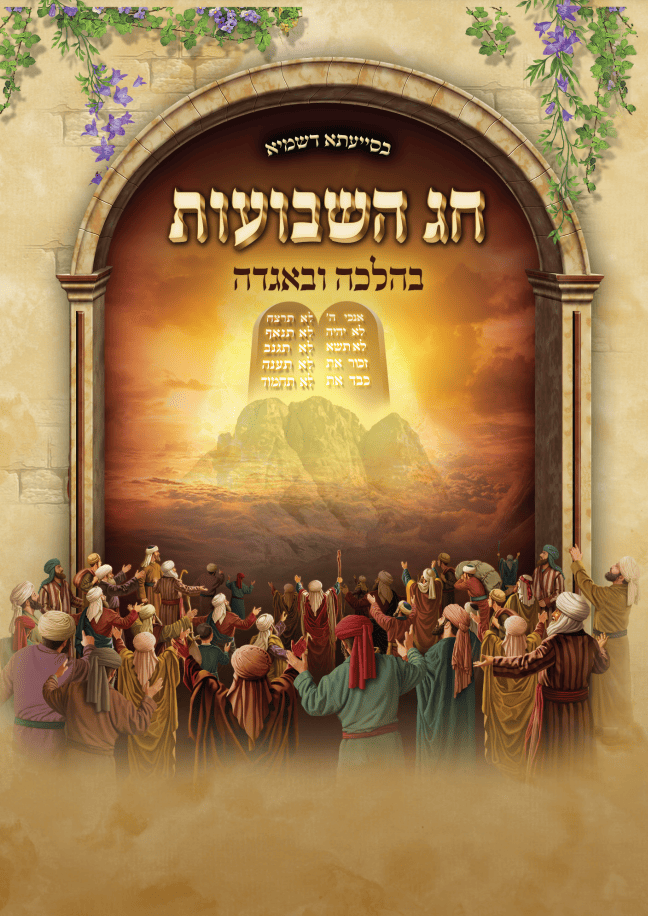 בסייעתא דשמיא
חג השבועות
בהלכה ובאגדה
אנכי ה' לא תרצח
לא יהיה לא תנאף
לא תשא לא תגנב
זכור את לא תענה
כבד את לא תחמוד